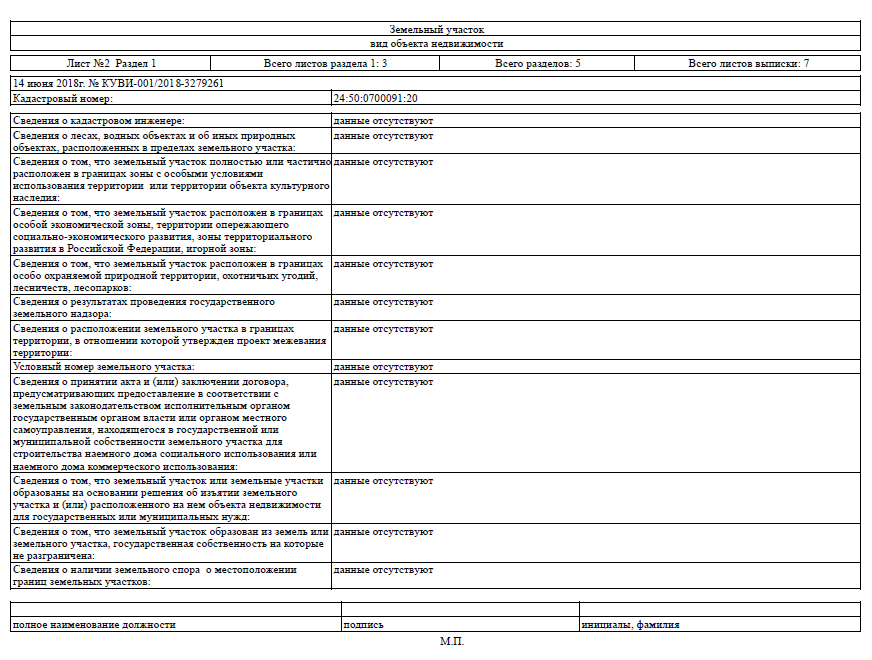 Земельный участок
вид объекта недвижимости
Лист №2 Раздел 1 Всего листов раздела 1: 3 Всего разделов: 5 Всего листов выписки: 7
14 июня 2018г. № КУВИ-001/2018-3279261
Кадастровый номер: 24:50:0700091:20
Сведения о кадастровом инженере: данные отсутствуют
Сведения о лесах, водных объектах и об иных природных данные отсутствуют
объектах, расположенных в пределах земельного участка:
Сведения о том, что земельный участок полностью или частично данные отсутствуют
расположен в границах зоны с особыми условиями
использования территории или территории объекта культурного
наследия:
Сведения о том, что земельный участок расположен в границах данные отсутствуют
особой экономической зоны, территории опережающего
социально-экономического развития, зоны территориального
развития в Российской Федерации, игорной зоны:
Сведения о том, что земельный участок расположен в границах данные отсутствуют
особо охраняемой природной территории, охотничьих угодий,
лесничеств, лесопарков:
Сведения о результатах проведения государственного данные отсутствуют
земельного надзора:
Сведения о расположении земельного участка в границах данные отсутствуют
территории, в отношении которой утвержден проект межевания
территории:
Условный номер земельного участка: данные отсутствуют
Сведения о принятии акта и (или) заключении договора, данные отсутствуют
предусматривающих предоставление в соответствии с
земельным законодательством исполнительным органом
государственным органом власти или органом местного
самоуправления, находящегося в государственной или
муниципальной собственности земельного участка для
строительства наемного дома социального использования или
наемного дома коммерческого использования:
Сведения о том, что земельный участок или земельные участки данные отсутствуют
образованы на основании решения об изъятии земельного
участка и (или) расположенного на нем объекта недвижимости
для государственных или муниципальных нужд:
Сведения о том, что земельный участок образован из земель или данные отсутствуют
земельного участка, государственная собственность на которые
не разграничена:
Сведения о наличии земельного спора о местоположении данные отсутствуют
границ земельных участков:
полное наименование должности подпись инициалы, фамилия
М.П.